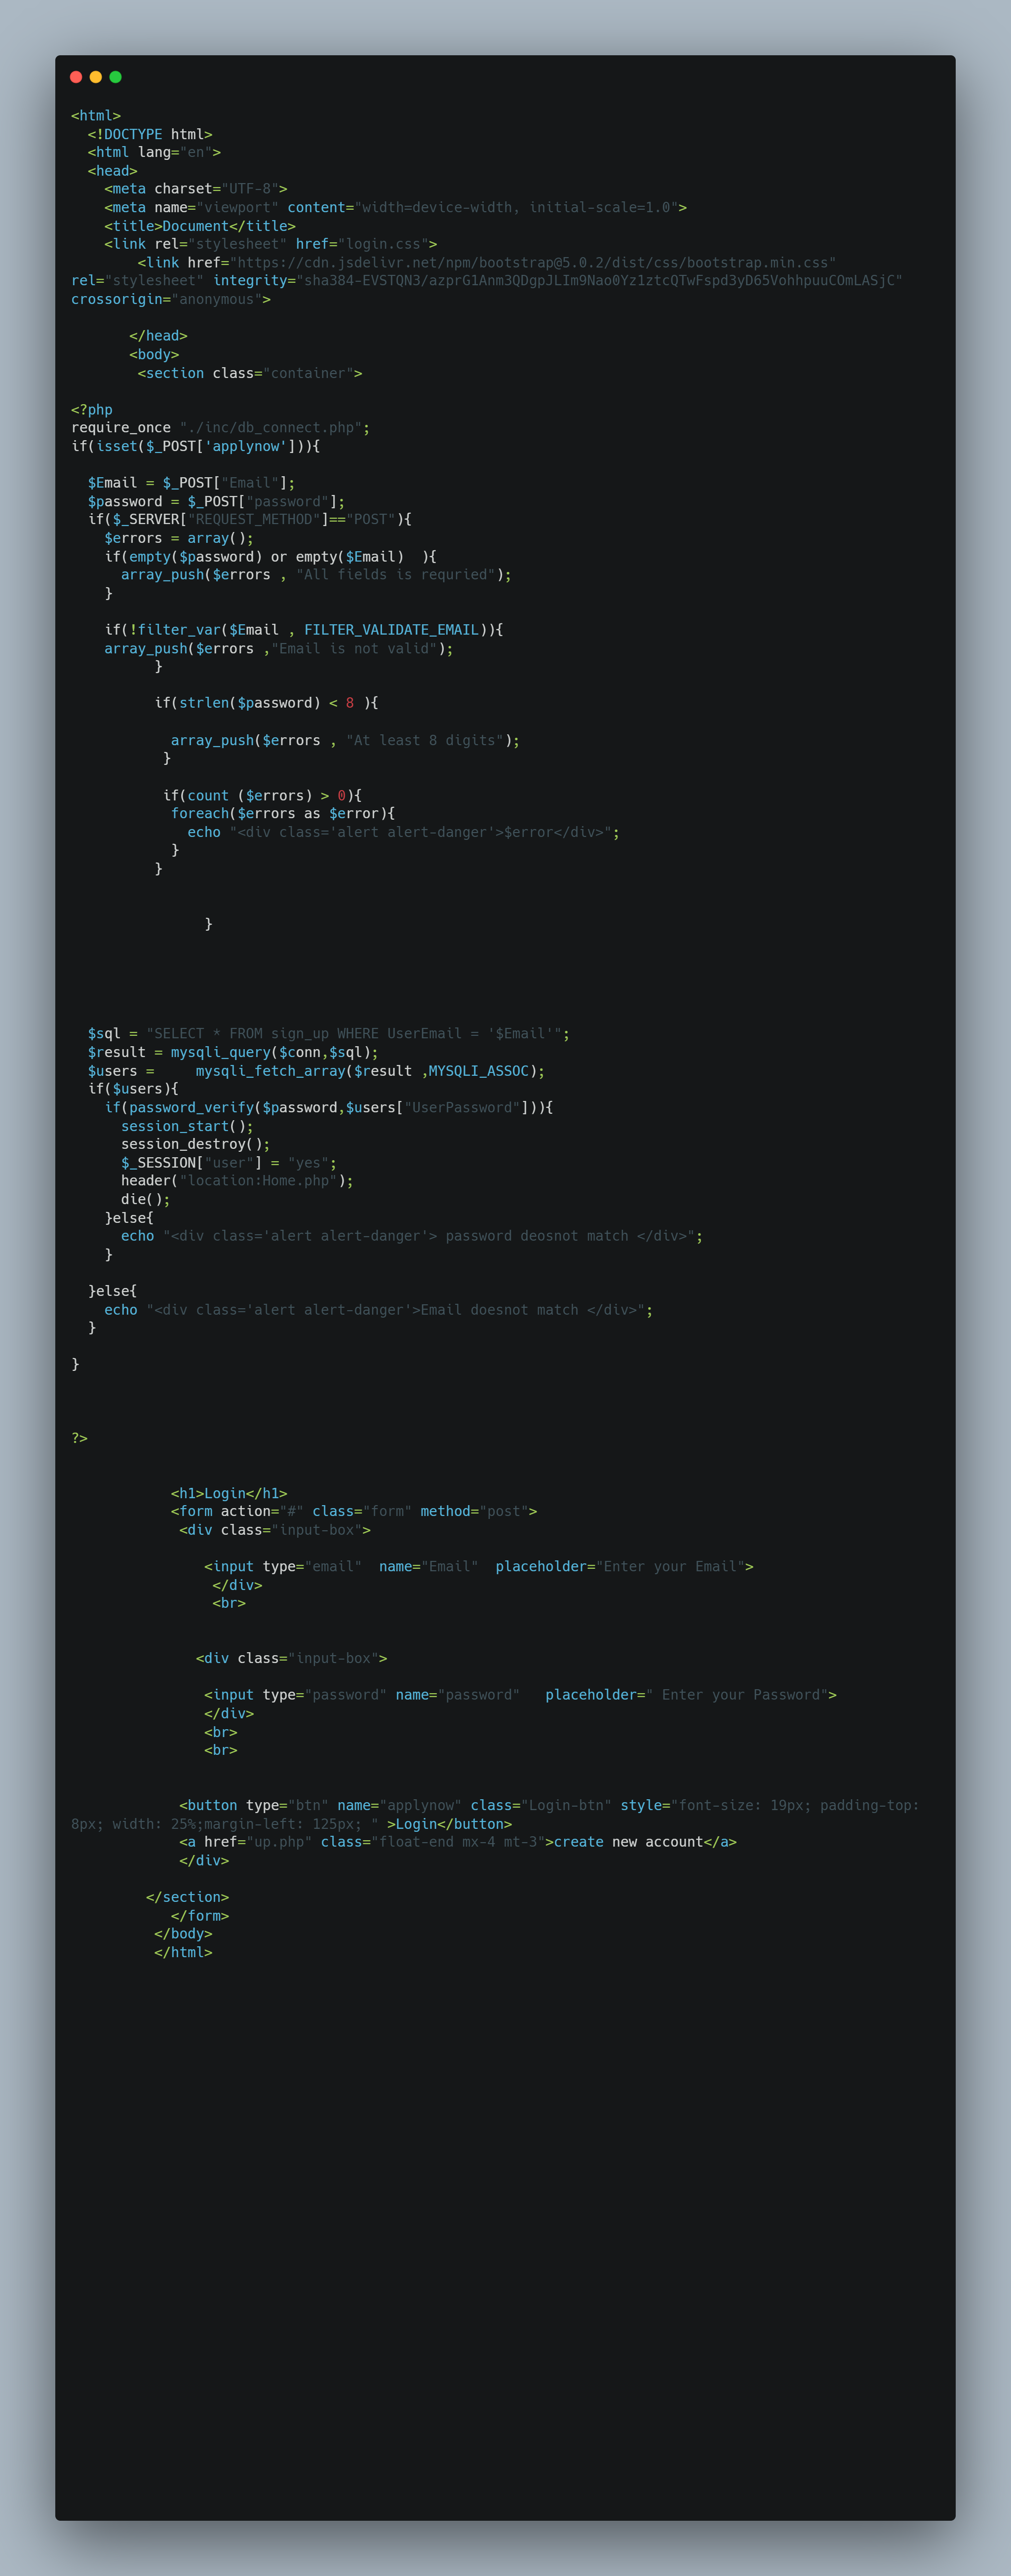 <html>
<!DOCTYPE html>
<html lang="en">
<head>
<meta charset="UTF-8">
<meta name="viewport" content="width=device-width, initial-scale=1.0">
<title>Document</title>
<link rel="stylesheet" href="login.css">
<link href="https://cdn.jsdelivr.net/npm/bootstrap@5.0.2/dist/css/bootstrap.min.css"
rel="stylesheet" integrity="sha384-EVSTQN3/azprG1Anm3QDgpJLIm9Nao0Yz1ztcQTwFspd3yD65VohhpuuCOmLASjC"
crossorigin="anonymous">
</head>
<body>
<section class="container">
<?php
require_once "./inc/db_connect.php";
if(isset($_POST['applynow'])){
$Email = $_POST["Email"];
$password = $_POST["password"];
if($_SERVER["REQUEST_METHOD"]=="POST"){
$errors = array();
if(empty($password) or empty($Email)  ){
array_push($errors , "All fields is requried");
}
if(!filter_var($Email , FILTER_VALIDATE_EMAIL)){
array_push($errors ,"Email is not valid");
}
if(strlen($password) < 8 ){
array_push($errors , "At least 8 digits");
}
if(count ($errors) > 0){
foreach($errors as $error){
echo "<div class='alert alert-danger'>$error</div>";
}
}
}
$sql = "SELECT * FROM sign_up WHERE UserEmail = '$Email'";
$result = mysqli_query($conn,$sql);
$users =     mysqli_fetch_array($result ,MYSQLI_ASSOC);
if($users){
if(password_verify($password,$users["UserPassword"])){
session_start();
session_destroy();
$_SESSION["user"] = "yes";
header("location:Home.php");
die();
}else{
echo "<div class='alert alert-danger'> password deosnot match </div>";
}
}else{
echo "<div class='alert alert-danger'>Email doesnot match </div>";
}
}
?>
<h1>Login</h1>
<form action="#" class="form" method="post">
<div class="input-box">
<input type="email"  name="Email"  placeholder="Enter your Email">
</div>
<br>
<div class="input-box">
<input type="password" name="password"   placeholder=" Enter your Password">
</div>
<br>
<br>
<button type="btn" name="applynow" class="Login-btn" style="font-size: 19px; padding-top:
8px; width: 25%;margin-left: 125px; " >Login</button>
<a href="up.php" class="float-end mx-4 mt-3">create new account</a>
</div>
</section>
</form>
</body>
</html>